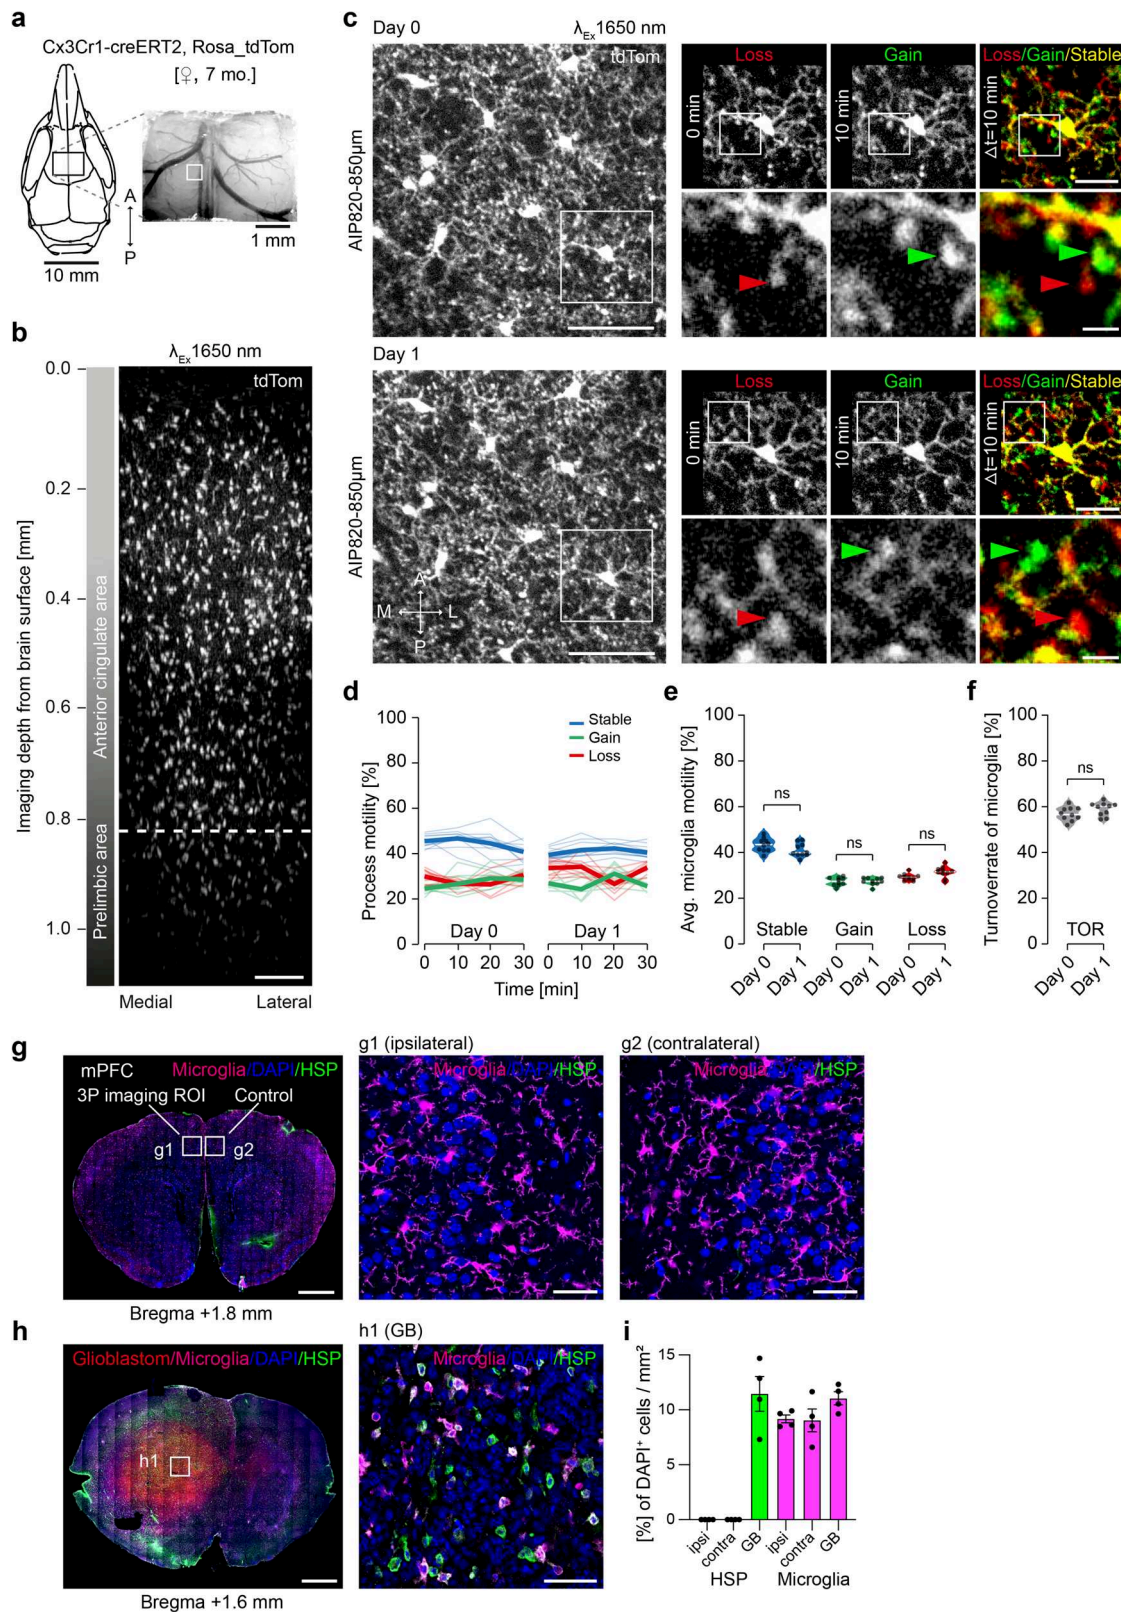 a
Cx3Cr1-creERT2, Rosa_tdTom
[♀, 7 mo.]
A
P
10 mm
1 mm
b
λEx1650 nm
tdTom
Imaging depth from brain surface [mm]
0.0
0.2
0.4
0.6
0.8
1.0
Anterior cingulate area
Prelimbic area
Medial
Lateral
c
Day 0
λEx1650 nm
tdTom
AIP820-850µm
Loss
Gain
Loss/Gain/Stable
0 min
10 min
Δt=10 min
Day 1
AIP820-850µm
A
M
L
P
Loss
Gain
Loss/Gain/Stable
0 min
10 min
Δt=10 min
d
Process motility [%]
100
80
60
40
20
0
Stable
Gain
Loss
Day 0
Day 1
0 10 20 30
0 10 20 30
Time [min]
e
Avg. microglia motility [%]
100
80
60
40
20
0
ns
ns
ns
Stable
Gain
Loss
Day 0
Day 1
Day 0
Day 1
Day 0
Day 1
f
Turnoverrate of microglia [%]
100
80
60
40
20
0
ns
TOR
Day 0
Day 1
g
mPFC
Microglia/DAPI/HSP
3P imaging ROI
Control
g1
g2
Bregma +1.8 mm
g1 (ipsilateral)
Microglia/DAPI/HSP
g2 (contralateral)
Microglia/DAPI/HSP
h
Glioblastom/Microglia/DAPI/HSP
h1
Bregma +1.6 mm
h1 (GB)
Microglia/DAPI/HSP
i
[%] of DAPI⁺ cells / mm²
15
10
5
0
ipsi
contra
GB
ipsi
contra
GB
HSP
Microglia